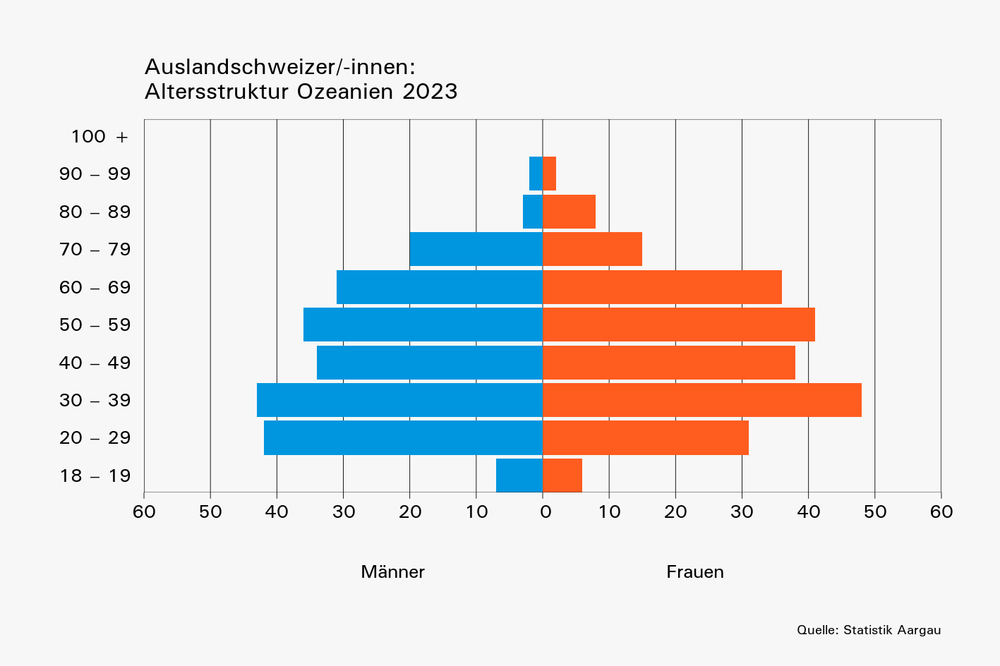 Auslandschweizer/-innen:
Altersstruktur Ozeanien 2023
100 +
90 – 99
80 – 89
70 – 79
60 – 69
50 – 59
40 – 49
30 – 39
20 – 29
18 – 19
60 50 40 30 20 10 0 10 20 30 40 50 60
Männer Frauen
Quelle: Statistik Aargau